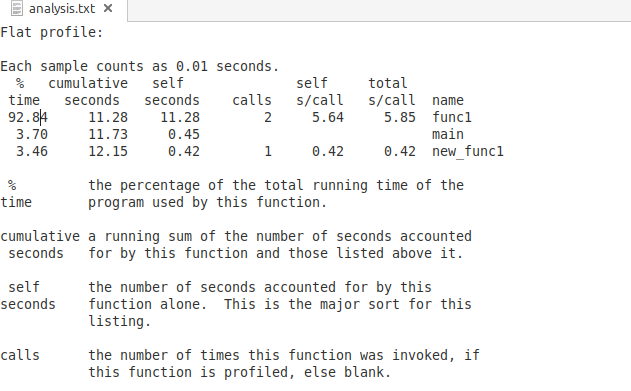 analysis.txt
Flat profile:
Each sample counts as 0.01 seconds.
% cumulative self self total
time seconds seconds calls s/call s/call name
92.84 11.28 11.28 2 5.64 5.85 func1
3.70 11.73 0.45 main
3.46 12.15 0.42 1 0.42 0.42 new_func1
% the percentage of the total running time of the
time program used by this function.
cumulative a running sum of the number of seconds accounted
seconds for by this function and those listed above it.
self the number of seconds accounted for by this
seconds function alone. This is the major sort for this
listing.
calls the number of times this function was invoked, if
this function is profiled, else blank.